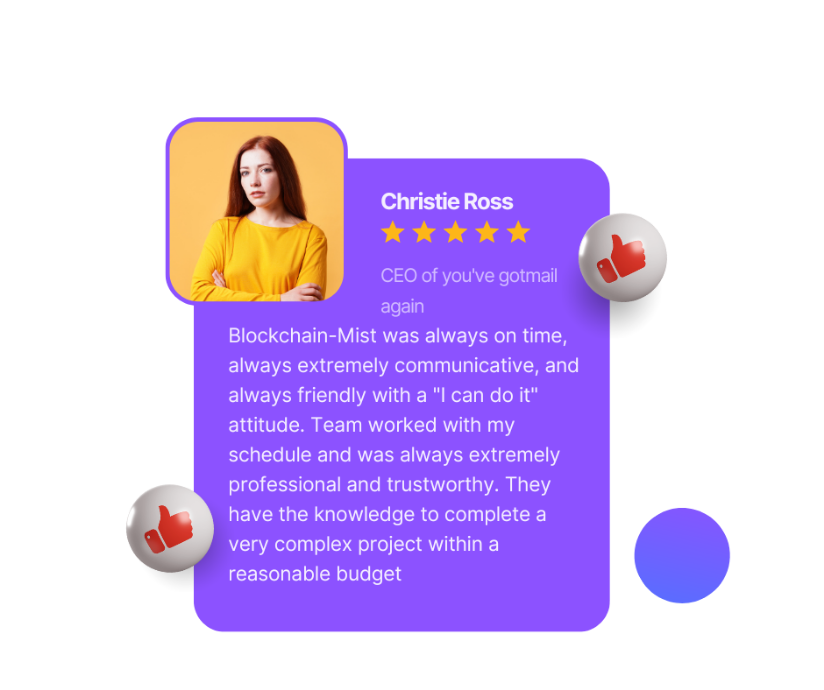 Christie Ross
CEO of you've gotmail
again
Blockchain-Mist was always on time,
always extremely communicative, and
always friendly with a "I can do it"
attitude. Team worked with my
schedule and was always extremely
professional and trustworthy. They
have the knowledge to complete a
very complex project within a
reasonable budget